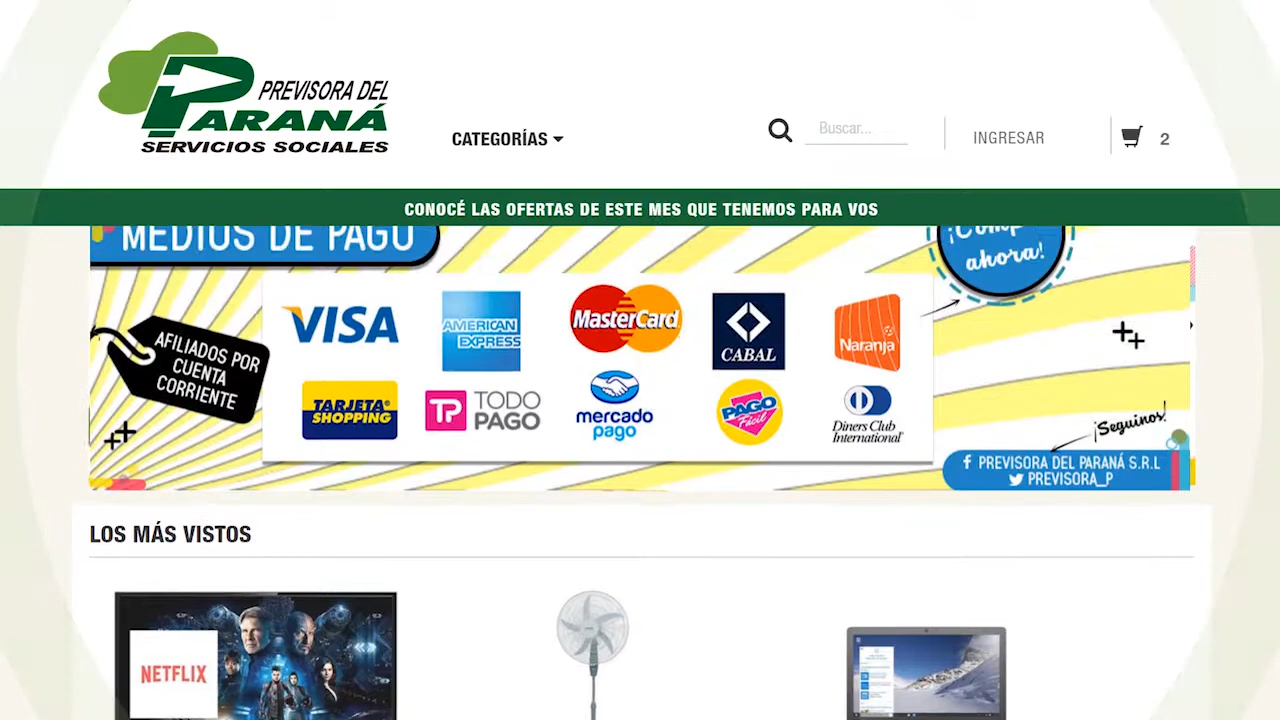 PREVISORA DEL
PARANÁ
SERVICIOS SOCIALES
CATEGORÍAS
Buscar...
INGRESAR
2
CONOCÉ LAS OFERTAS DE ESTE MES QUE TENEMOS PARA VOS
MEDIOS DE PAGO
¡Compr
ahora!
AFILIADOS POR
CUENTA
CORRIENTE
VISA
AMERICAN
EXPRESS
MasterCard
CABAL
Naranja
TARJETA
SHOPPING
TP TODO
PAGO
mercado
pago
PAGO
fácil
Diners Club
International
¡Seguinos!
PREVISORA DEL PARANÁ S.R.L
PREVISORA_P
LOS MÁS VISTOS
NETFLIX